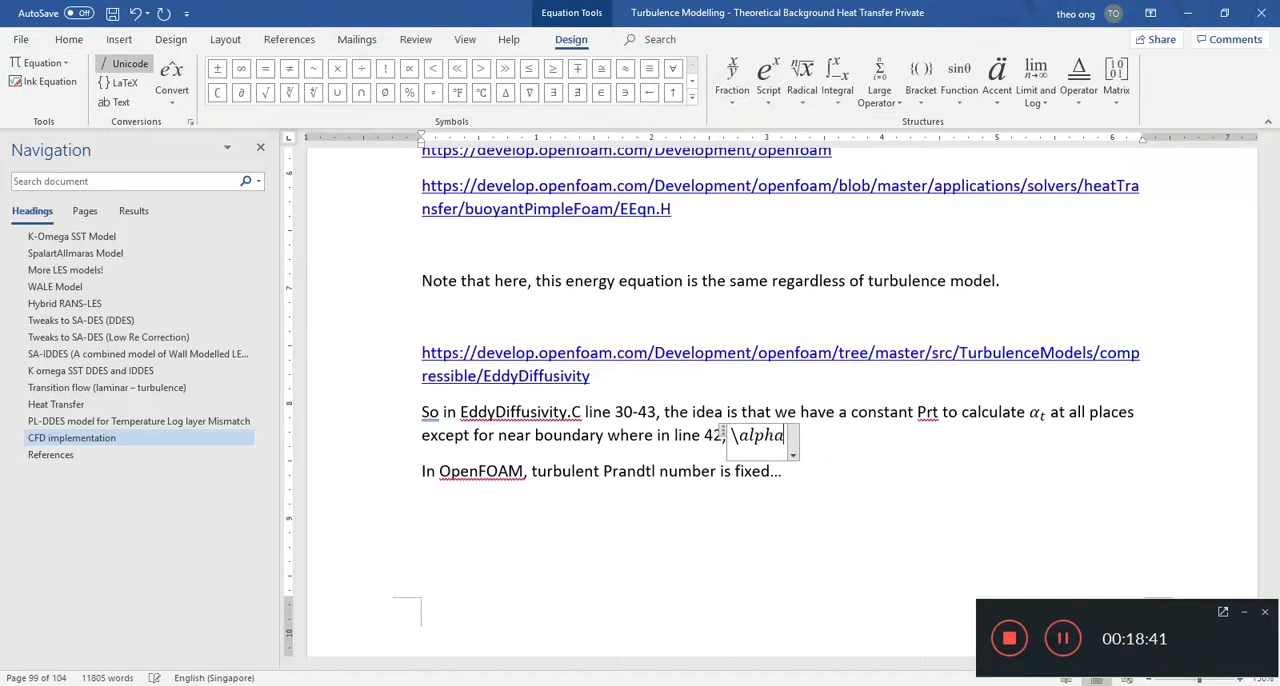 AutoSave Off
Equation Tools
Turbulence Modelling - Theoretical Background Heat Transfer Private
theo ong TO
File Home Insert Design Layout References Mailings Review View Help Design Search
Share Comments
Equation
Ink Equation
Unicode
LaTeX
ab Text
Convert
± ∞ = ≠ ~ × ÷ ! ∝ < ≪ > ≫ ≤ ≥ ∓ ≅ ≈ ≡ ∀
∁ ∂ √ ∛ ∜ ∪ ∩ ∅ % ° °F °C ∆ ∇ ∃ ∄ ∈ ∋ ← ↑
Fraction Script Radical Integral Large Operator Bracket Function Accent Limit and Log Operator Matrix
Tools Conversions Symbols Structures
Navigation
Search document
Headings Pages Results
K-Omega SST Model
SpalartAllmaras Model
More LES models!
WALE Model
Hybrid RANS-LES
Tweaks to SA-DES (DDES)
Tweaks to SA-DES (Low Re Correction)
SA-IDDES (A combined model of Wall Modelled LE...
K omega SST DDES and IDDES
Transition flow (laminar – turbulence)
Heat Transfer
PL-DDES model for Temperature Log layer Mismatch
CFD implementation
References
https://develop.openfoam.com/Development/openfoam
https://develop.openfoam.com/Development/openfoam/blob/master/applications/solvers/heatTra
nsfer/buoyantPimpleFoam/EEqn.H
Note that here, this energy equation is the same regardless of turbulence model.
https://develop.openfoam.com/Development/openfoam/tree/master/src/TurbulenceModels/comp
ressible/EddyDiffusivity
So in EddyDiffusivity.C line 30-43, the idea is that we have a constant Prt to calculate αt at all places
except for near boundary where in line 42, \alpha
In OpenFOAM, turbulent Prandtl number is fixed...
00:18:41
Page 99 of 104 11805 words English (Singapore)